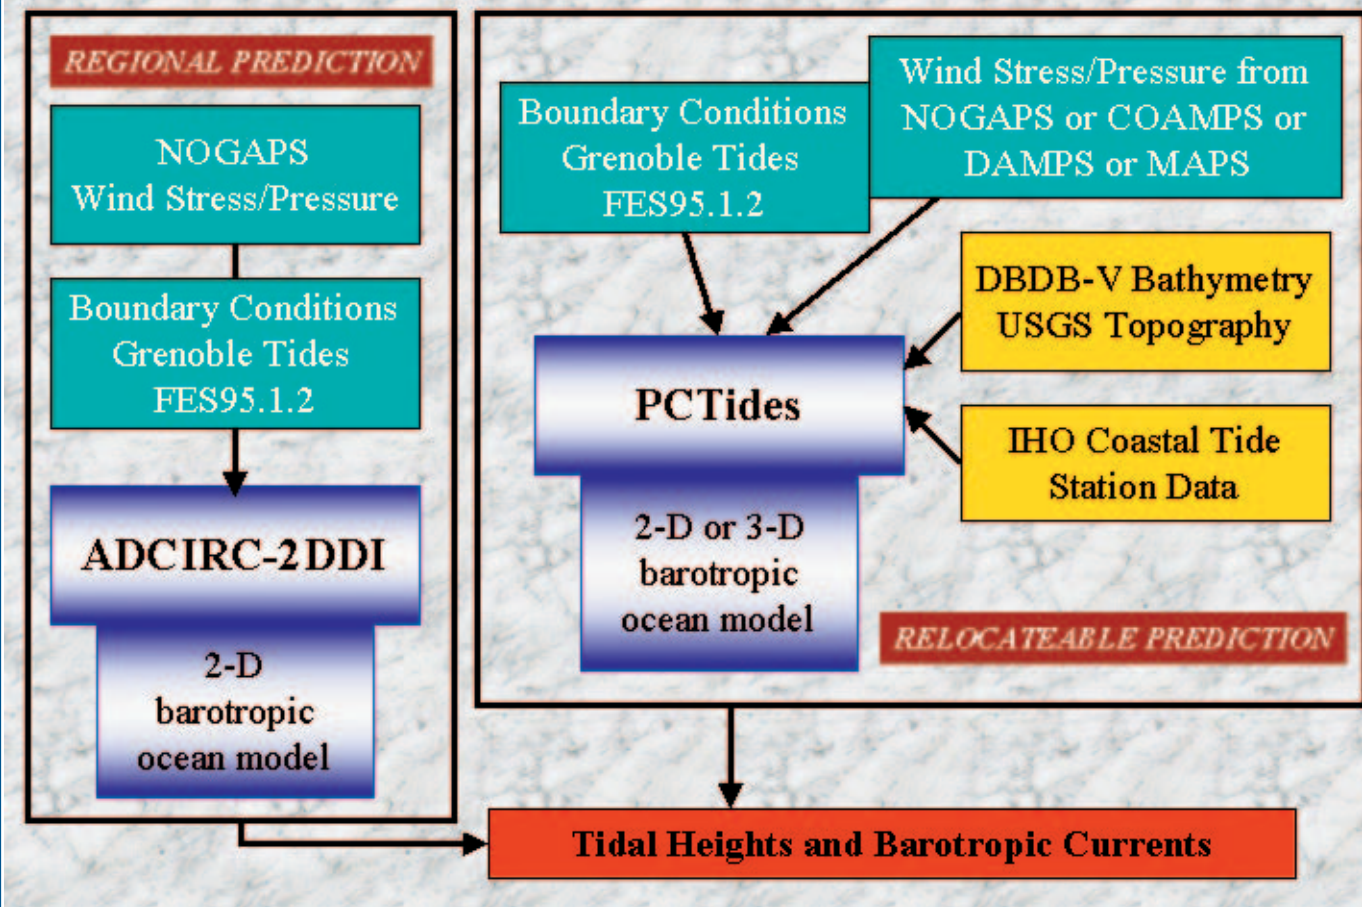 REGIONAL PREDICTION
NOGAPS
Wind Stress/Pressure
Boundary Conditions
Grenoble Tides
FES95.1.2
ADCIRC-2DDI
2-D
barotropic
ocean model
Boundary Conditions
Grenoble Tides
FES95.1.2
Wind Stress/Pressure from
NOGAPS or COAMPS or
DAMPS or MAPS
DBDB-V Bathymetry
USGS Topography
PCTides
IHO Coastal Tide
Station Data
2-D or 3-D
barotropic
ocean model
RELOCATEABLE PREDICTION
Tidal Heights and Barotropic Currents